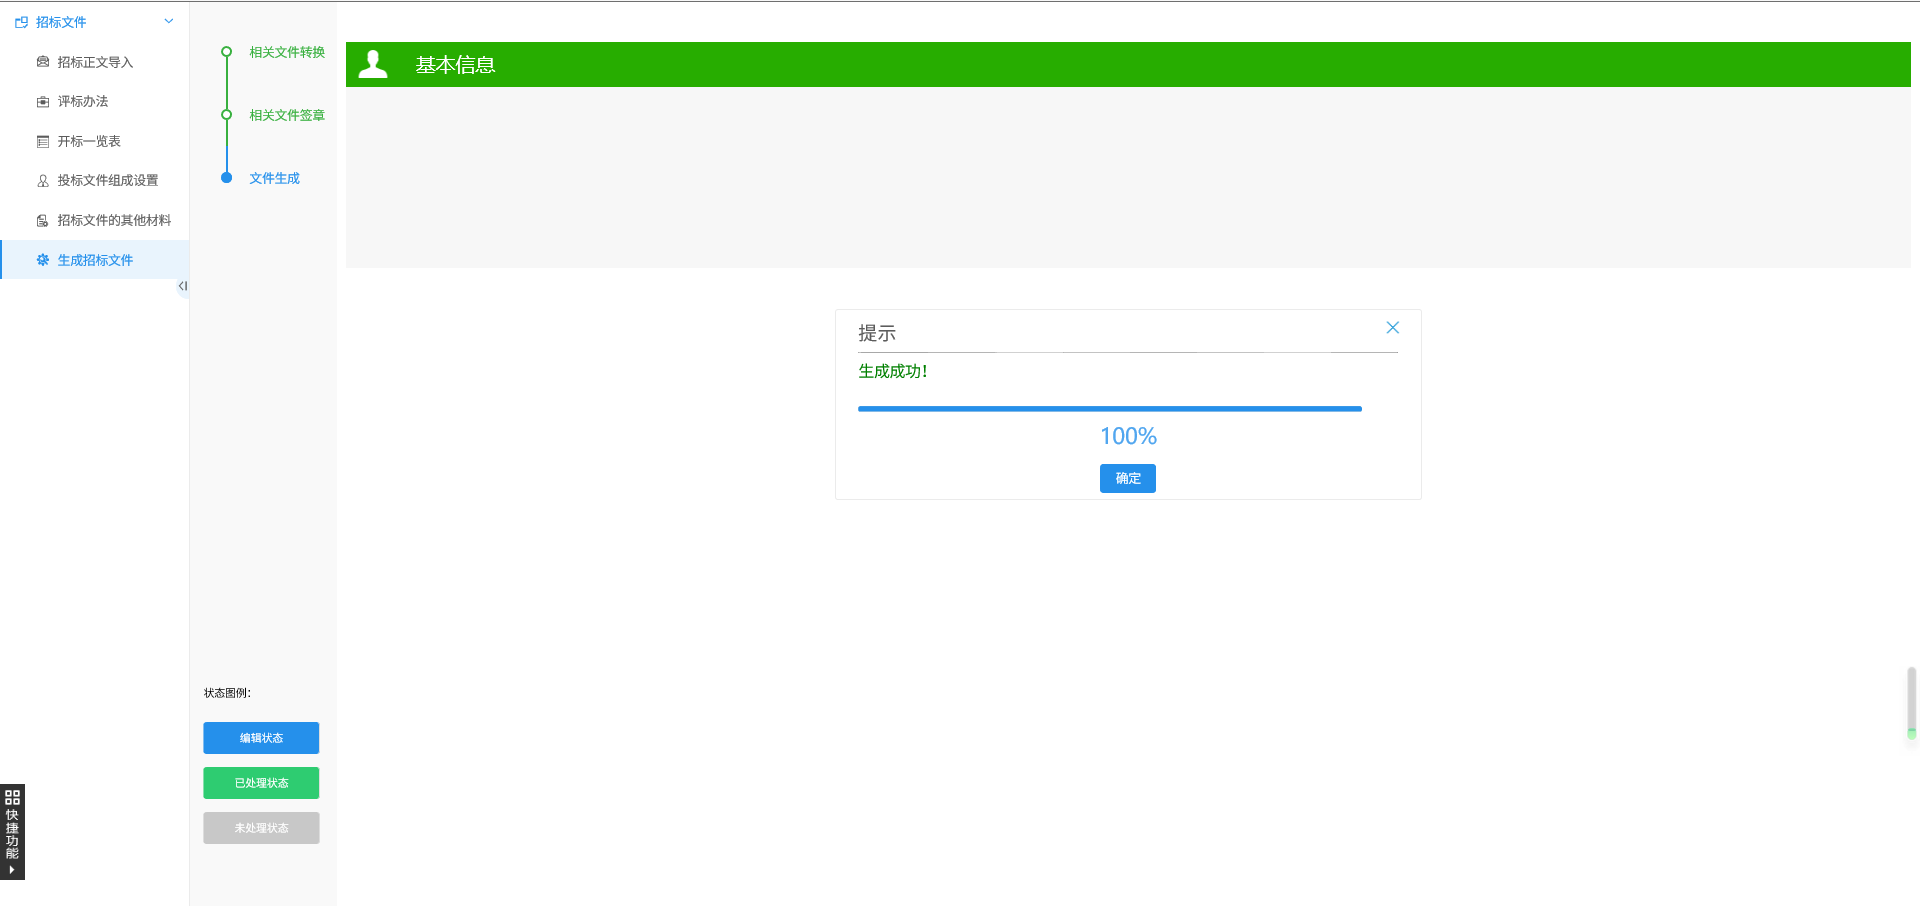 招标文件
招标正文导入
评标办法
开标一览表
投标文件组成设置
招标文件的其他材料
生成招标文件
相关文件转换
相关文件签章
文件生成
状态图例:
编辑状态
已处理状态
未处理状态
快捷功能
基本信息
提示
生成成功!
100%
确定